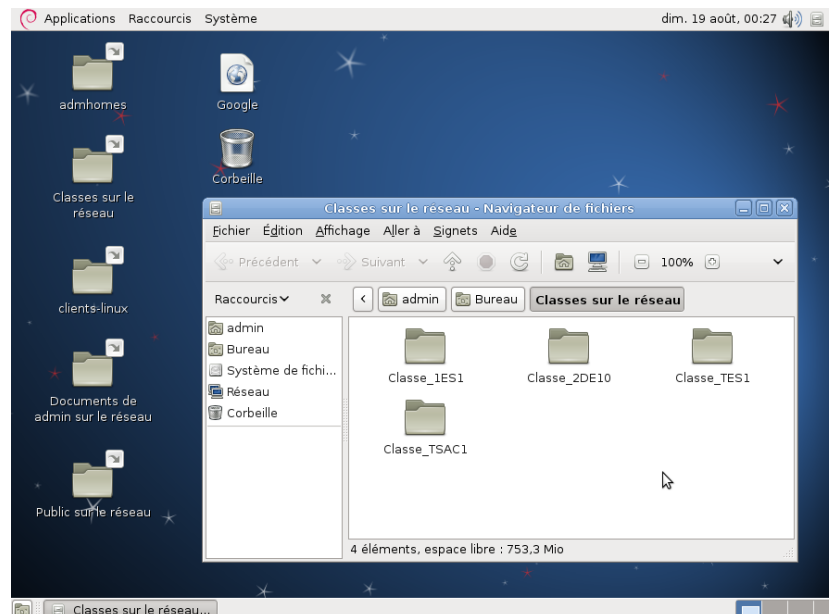 Applications Raccourcis Système dim. 19 août, 00:27
admhomes
Google
Classes sur le
réseau
Corbeille
clients-linux
Documents de
admin sur le réseau
Public sur le réseau
Classes sur le réseau - Navigateur de fichiers
Fichier Édition Affichage Aller à Signets Aide
Précédent Suivant 100%
Raccourcis admin Bureau Classes sur le réseau
admin
Bureau
Système de fichi...
Réseau
Corbeille
Classe_1ES1 Classe_2DE10 Classe_TES1
Classe_TSAC1
4 éléments, espace libre : 753,3 Mio
Classes sur le réseau...